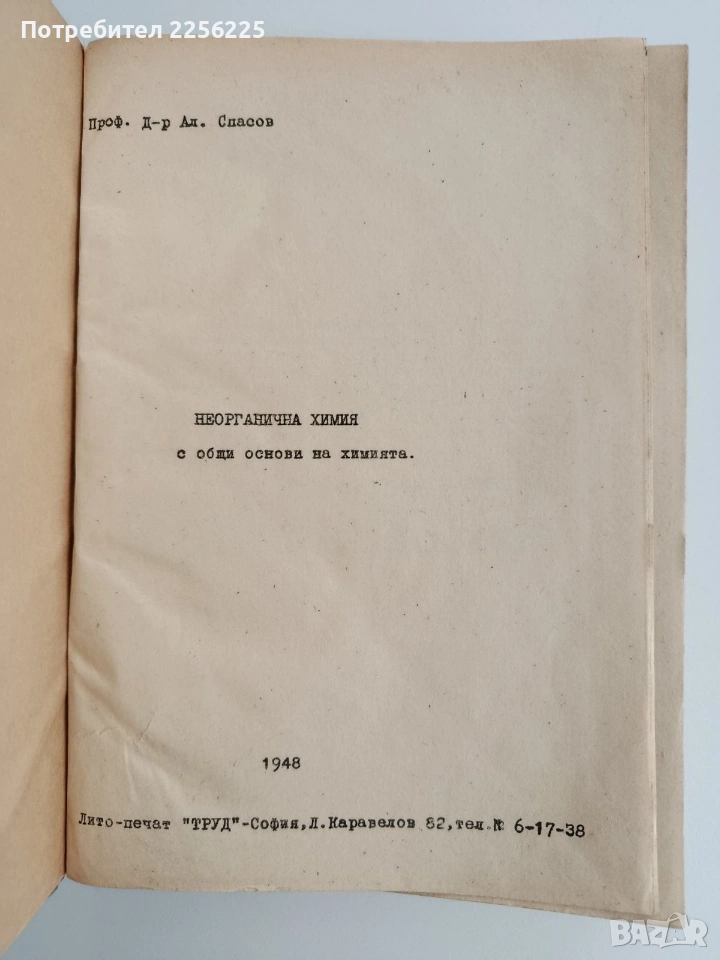 Потребител 2256225
Проф. Д-р Ал. Спасов
НЕОРГАНИЧНА ХИМИЯ
с общи основи на химията.
1948
Лито-печат "ТРУД"-София,Л.Каравелов 82,тел.№ 6-17-38
BAZAR